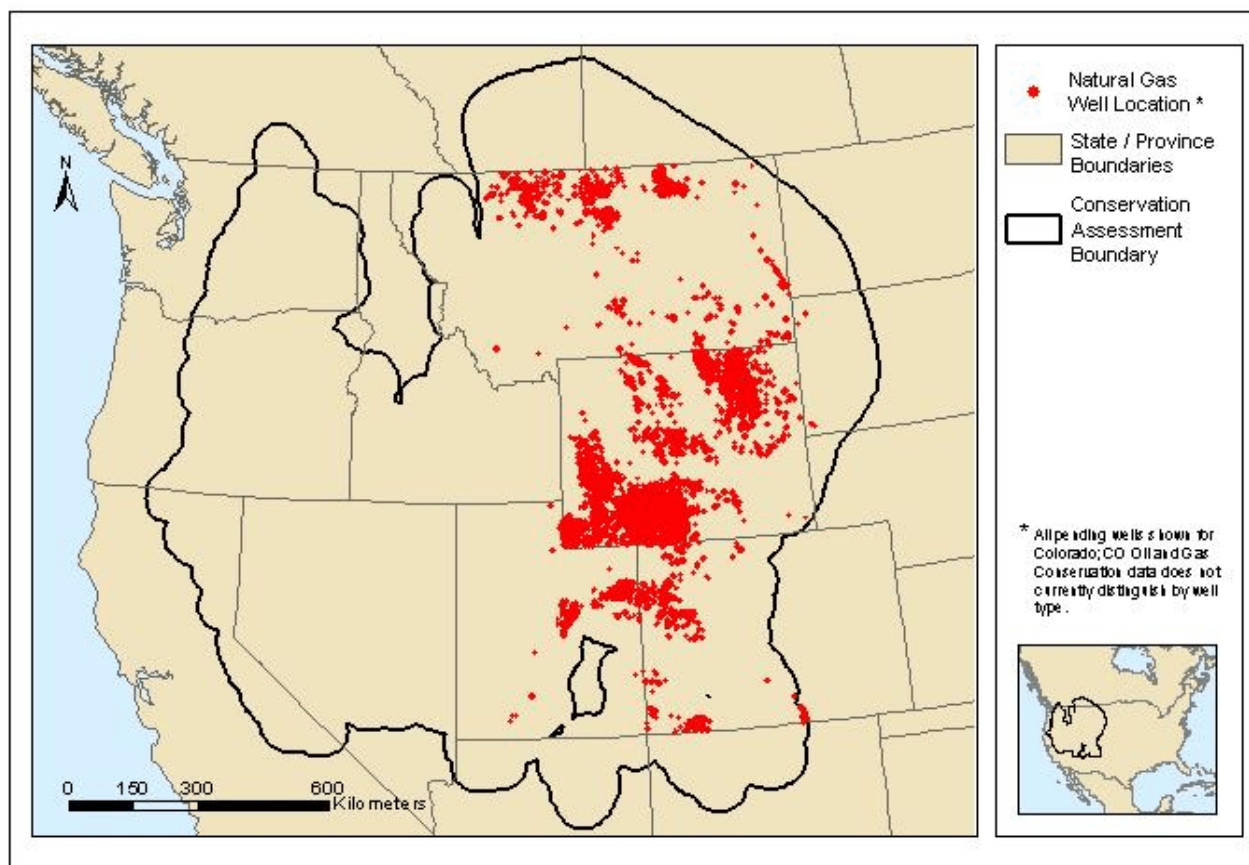 N
0 150 300 600
Kilometers
Natural Gas
Well Location *
State / Province
Boundaries
Conservation
Assessment
Boundary
* All pending wells shown for
Colorado; CO Oil and Gas
Conservation data does not
currently distinguish by well
type.